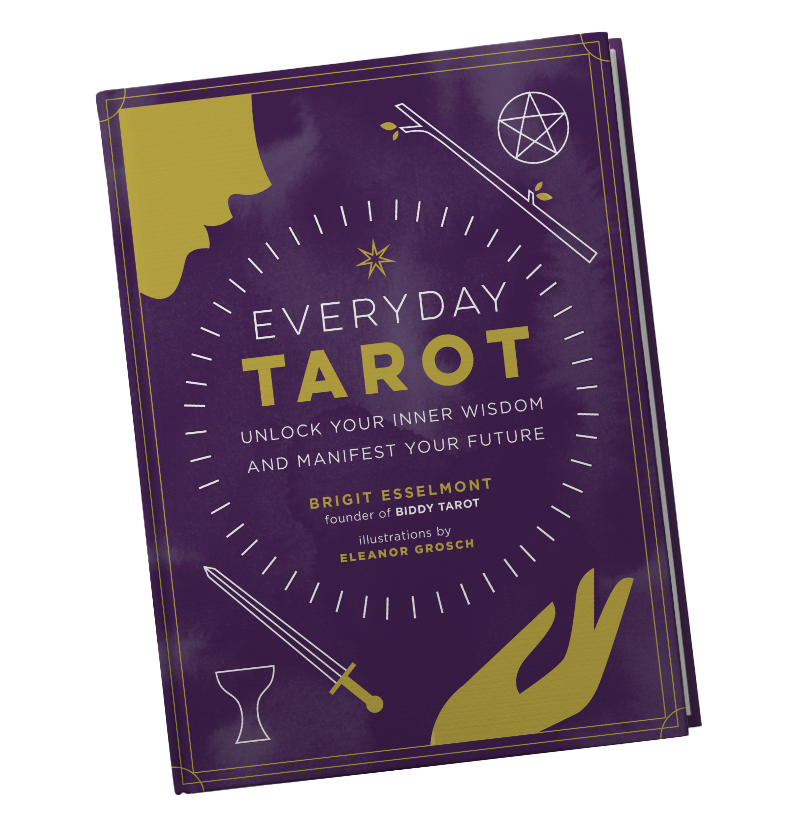 EVERYDAY
TAROT
UNLOCK YOUR INNER WISDOM
AND MANIFEST YOUR FUTURE
BRIGIT ESSELMONT
founder of BIDDY TAROT
illustrations by
ELEANOR GROSCH